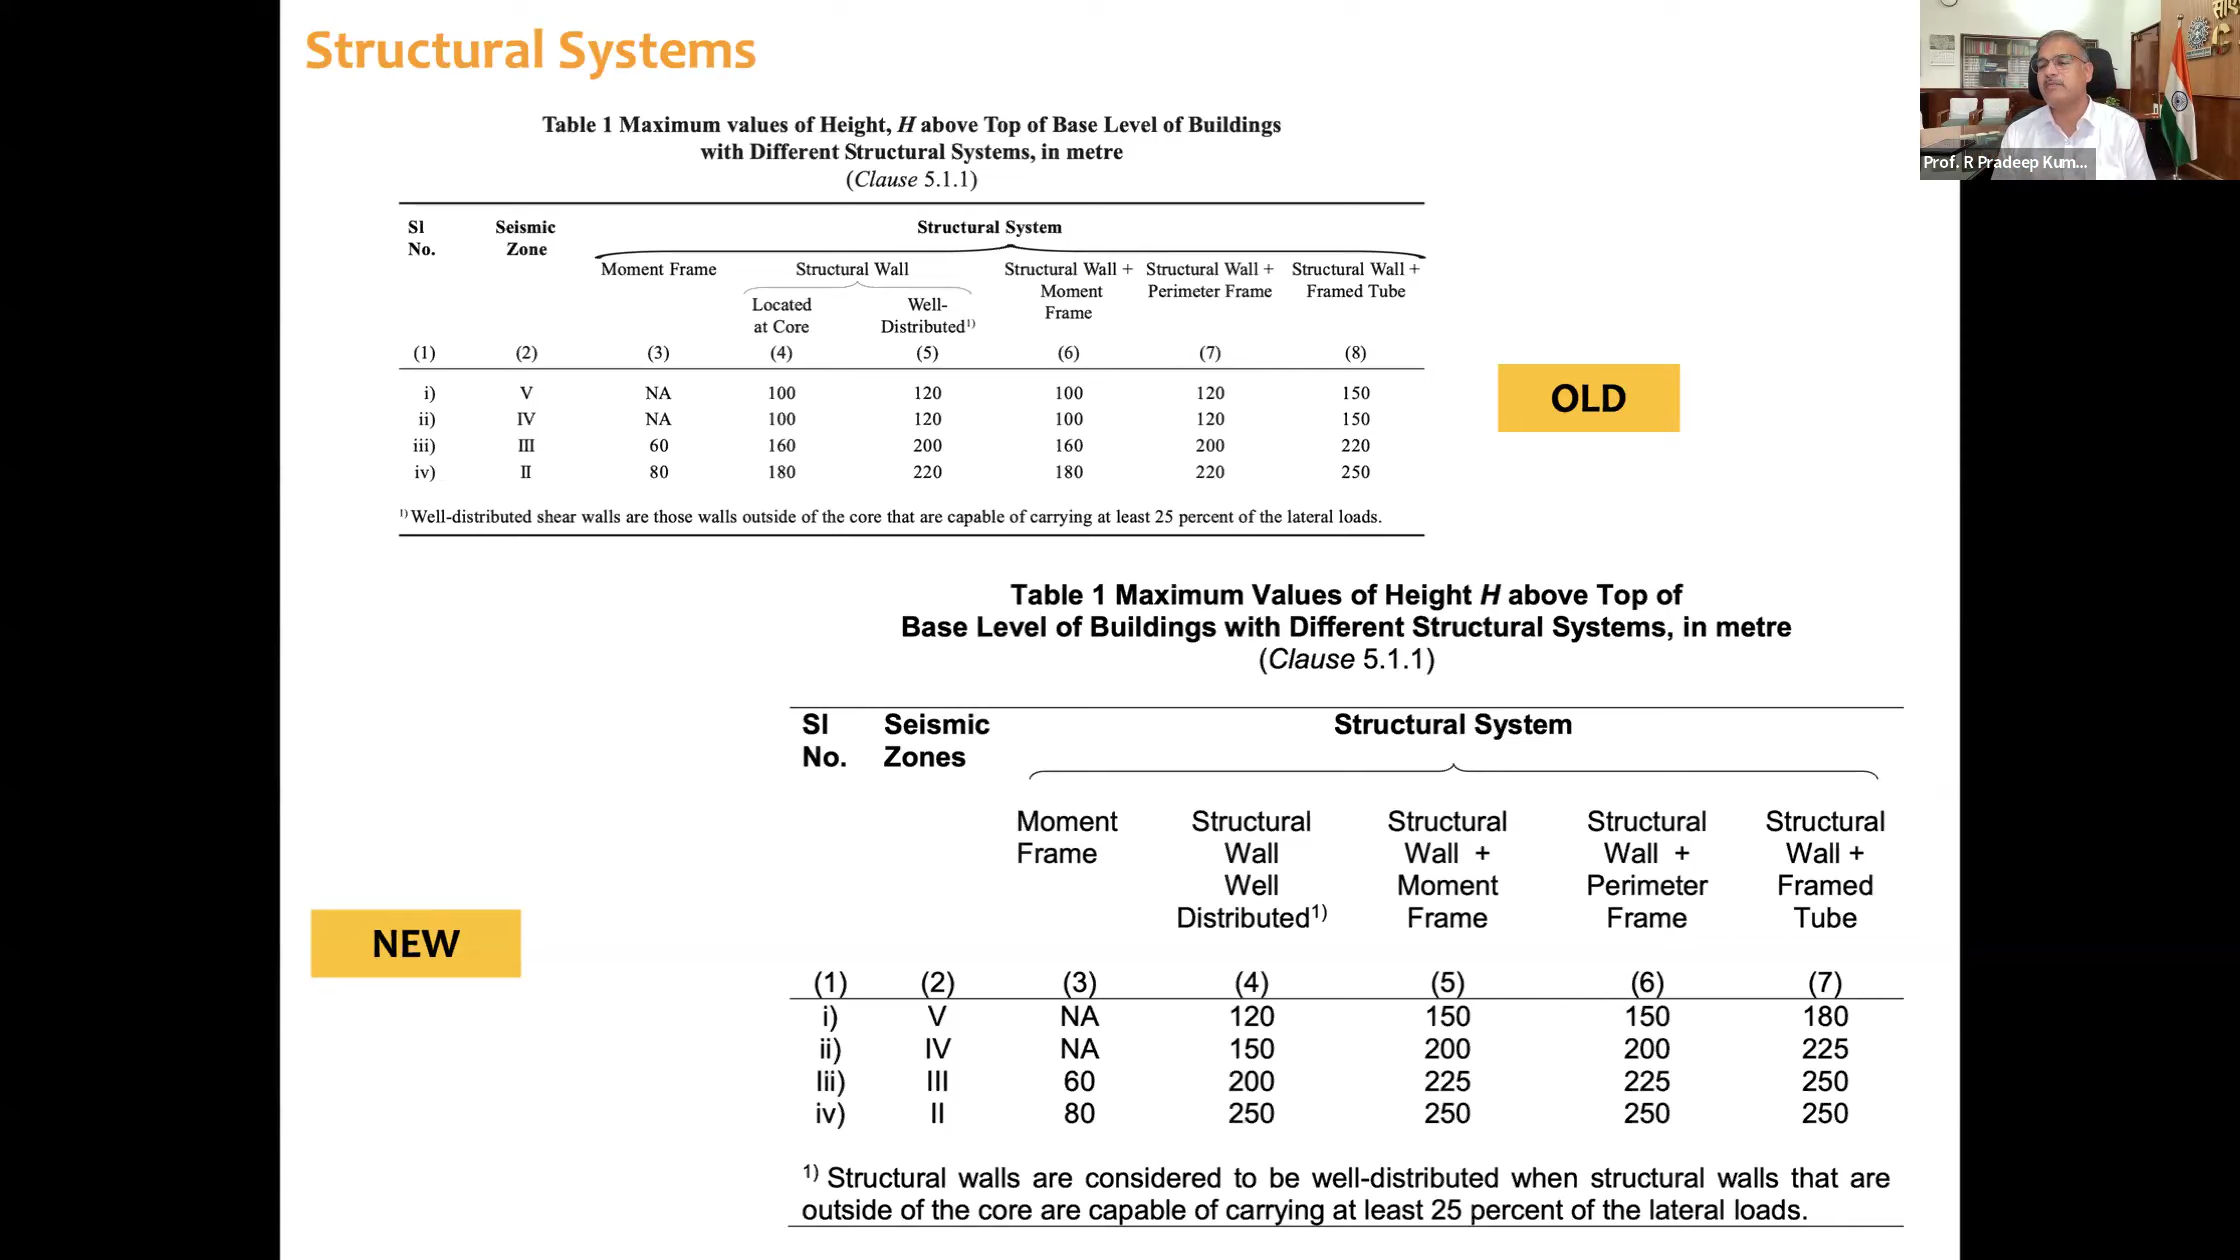 Structural Systems
Table 1 Maximum values of Height, H above Top of Base Level of Buildings
with Different Structural Systems, in metre
(Clause 5.1.1)
Sl No. Seismic Zone Structural System
Moment Frame Structural Wall Structural Wall + Moment Frame Structural Wall + Perimeter Frame Structural Wall + Framed Tube
Located at Core Well-Distributed1)
(1) (2) (3) (4) (5) (6) (7) (8)
i) V NA 100 120 100 120 150
ii) IV NA 100 120 100 120 150
iii) III 60 160 200 160 200 220
iv) II 80 180 220 180 220 250
1) Well-distributed shear walls are those walls outside of the core that are capable of carrying at least 25 percent of the lateral loads.
OLD
Table 1 Maximum Values of Height H above Top of
Base Level of Buildings with Different Structural Systems, in metre
(Clause 5.1.1)
Sl No. Seismic Zones Structural System
Moment Frame Structural Wall Well Distributed1) Structural Wall + Moment Frame Structural Wall + Perimeter Frame Structural Wall + Framed Tube
(1) (2) (3) (4) (5) (6) (7)
i) V NA 120 150 150 180
ii) IV NA 150 200 200 225
Iii) III 60 200 225 225 250
iv) II 80 250 250 250 250
1) Structural walls are considered to be well-distributed when structural walls that are
outside of the core are capable of carrying at least 25 percent of the lateral loads.
NEW
Prof. R Pradeep Kum...